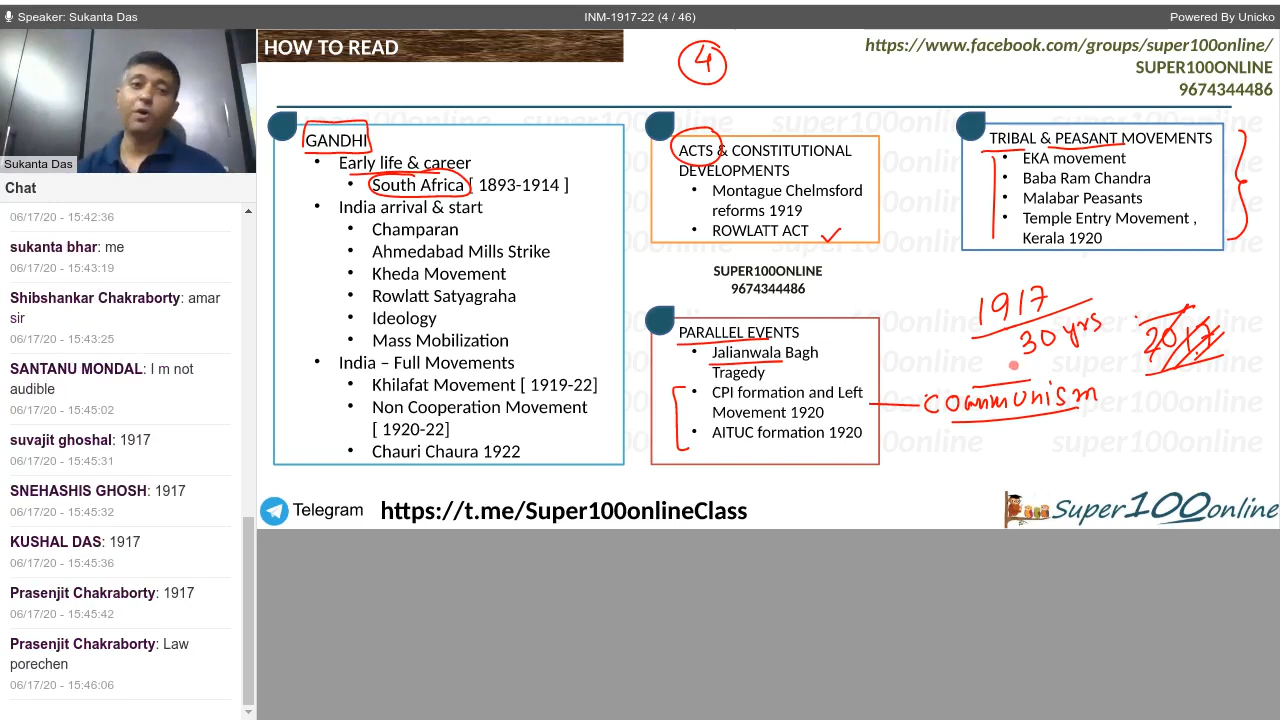 Speaker: Sukanta Das
INM-1917-22 (4 / 46)
Powered By Unicko
Sukanta Das
Chat
06/17/20 - 15:42:36
sukanta bhar: me
06/17/20 - 15:43:19
Shibshankar Chakraborty: amar
sir
06/17/20 - 15:43:25
SANTANU MONDAL: I m not
audible
06/17/20 - 15:45:02
suvajit ghoshal: 1917
06/17/20 - 15:45:31
SNEHASHIS GHOSH: 1917
06/17/20 - 15:45:32
KUSHAL DAS: 1917
06/17/20 - 15:45:36
Prasenjit Chakraborty: 1917
06/17/20 - 15:45:42
Prasenjit Chakraborty: Law
porechen
06/17/20 - 15:46:06
HOW TO READ
4
https://www.facebook.com/groups/super100online/
SUPER100ONLINE
9674344486
GANDHI
• Early life & career
• South Africa [ 1893-1914 ]
• India arrival & start
• Champaran
• Ahmedabad Mills Strike
• Kheda Movement
• Rowlatt Satyagraha
• Ideology
• Mass Mobilization
• India – Full Movements
• Khilafat Movement [ 1919-22]
• Non Cooperation Movement
[ 1920-22]
• Chauri Chaura 1922
ACTS & CONSTITUTIONAL
DEVELOPMENTS
• Montague Chelmsford
reforms 1919
• ROWLATT ACT
SUPER100ONLINE
9674344486
PARALLEL EVENTS
• Jalianwala Bagh
Tragedy
• CPI formation and Left
Movement 1920
• AITUC formation 1920
TRIBAL & PEASANT MOVEMENTS
• EKA movement
• Baba Ram Chandra
• Malabar Peasants
• Temple Entry Movement ,
Kerala 1920
1917
30 yrs
2017
communism
super100online super100online super100online
Telegram
https://t.me/Super100onlineClass
Super100online